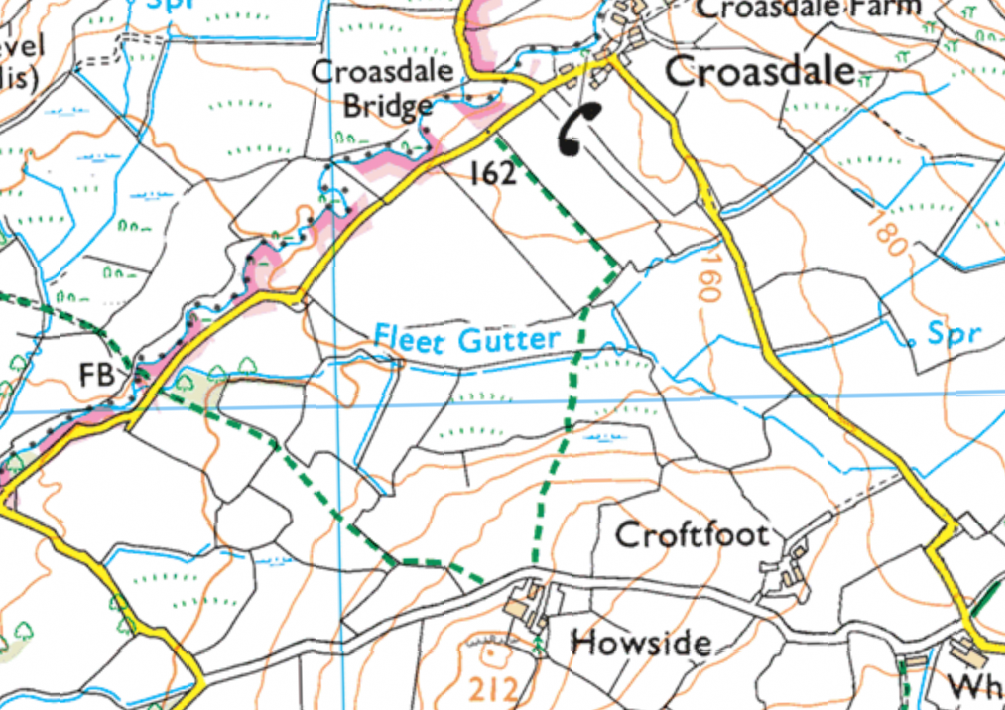 Spr
Croasdale Farm
evel
lis)
Croasdale
Bridge
Croasdale
162
180
160
Fleet Gutter
Spr
FB
Croftfoot
Howside
212
Wh